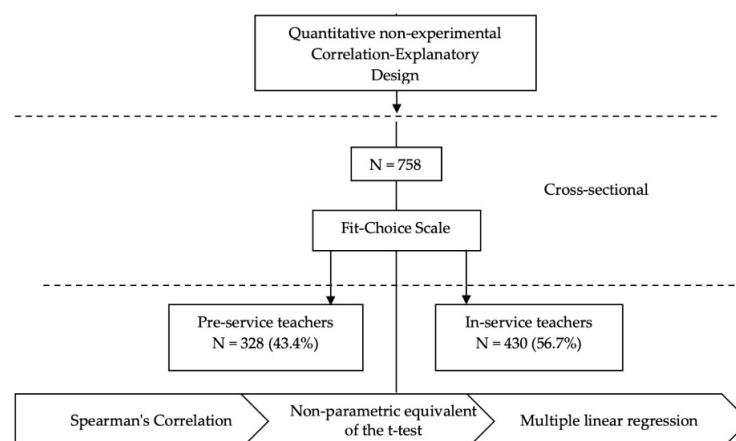 Quantitative non-experimental
Correlation-Explanatory
Design
N = 758
Cross-sectional
Fit-Choice Scale
Pre-service teachers
N = 328 (43.4%)
In-service teachers
N = 430 (56.7%)
Spearman's Correlation
Non-parametric equivalent
of the t-test
Multiple linear regression